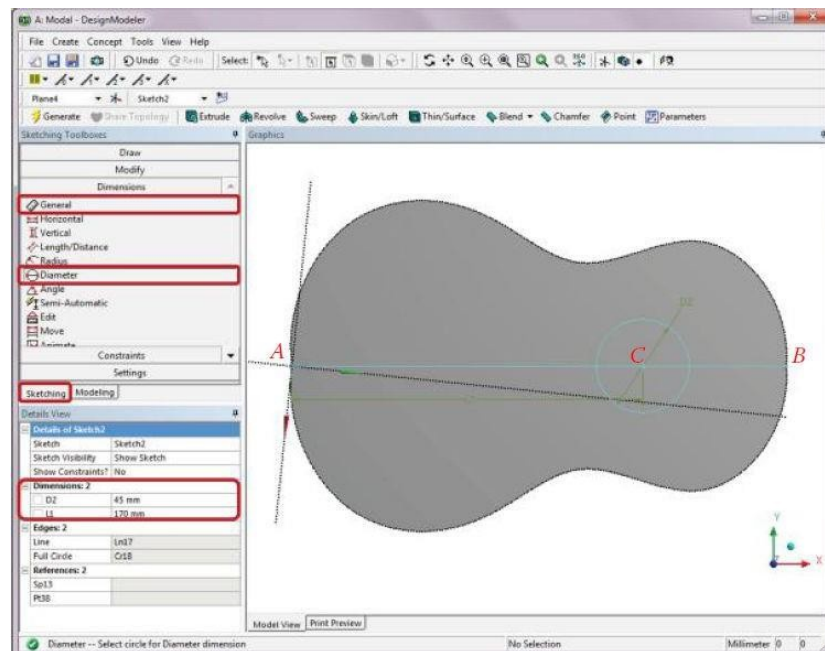 A: Modal - DesignModeler
File Create Concept Tools View Help
Undo Redo Select:
Plane4 Sketch2
Generate Share Topology Extrude Revolve Sweep Skin/Loft Thin/Surface Blend Chamfer Point Parameters
Sketching Toolboxes
Draw
Modify
Dimensions
General
Horizontal
Vertical
Length/Distance
Radius
Diameter
Angle
Semi-Automatic
Edit
Move
Animate
Constraints
Settings
Sketching Modeling
Details View
Details of Sketch2
Sketch Sketch2
Sketch Visibility Show Sketch
Show Constraints? No
Dimensions: 2
D2 45 mm
L1 170 mm
Edges: 2
Line Ln17
Full Circle Cr18
References: 2
Sp13
Pt38
Graphics
D2
A
C
B
Y
X
Model View Print Preview
Diameter -- Select circle for Diameter dimension No Selection Millimeter 0 0